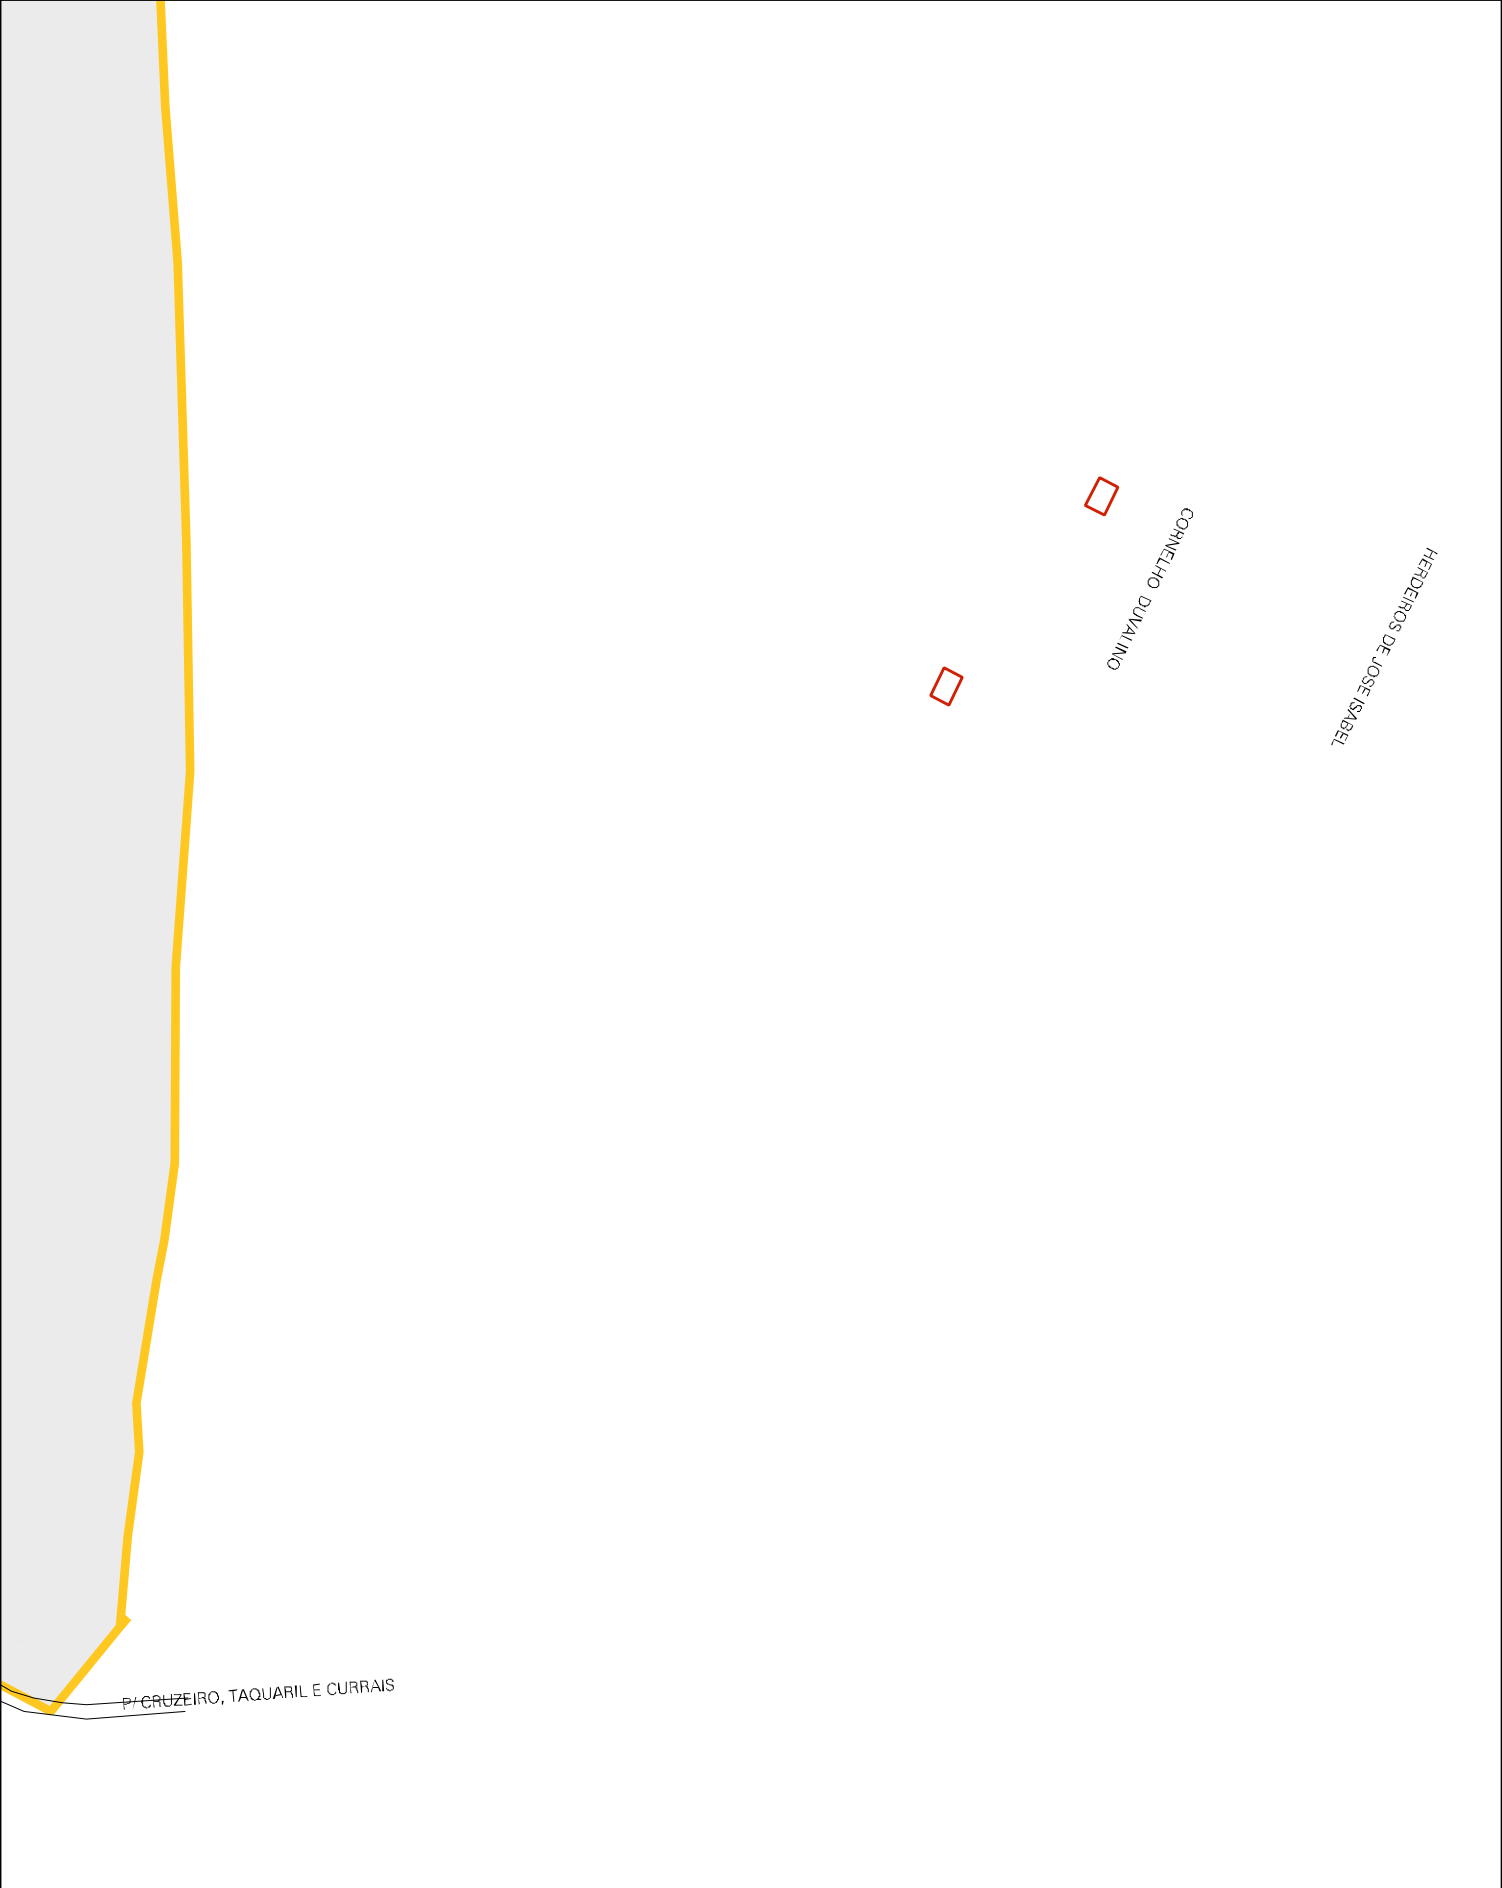 CORNELHO DUVALINO
HERDEIROS DE JOSE ISABEL
P/ CRUZEIRO, TAQUARIL E CURRAIS